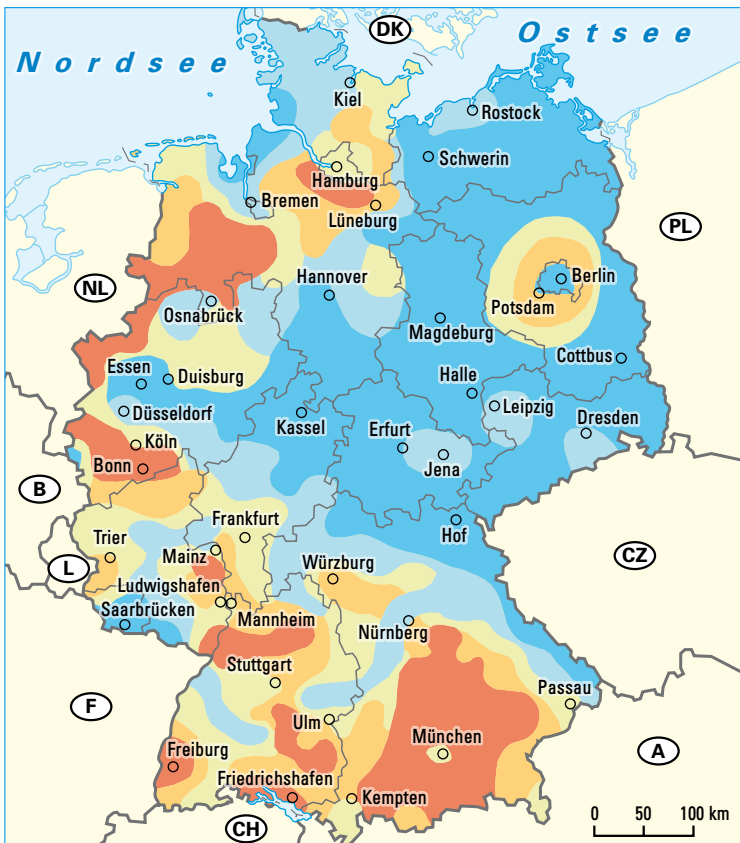 DK
Nordsee
Ostsee
Kiel
Rostock
Schwerin
Hamburg
Bremen
Lüneburg
PL
NL
Hannover
Berlin
Potsdam
Osnabrück
Magdeburg
Essen
Duisburg
Cottbus
Halle
Düsseldorf
Kassel
Leipzig
Dresden
Erfurt
Köln
Jena
Bonn
B
Frankfurt
Hof
Trier
Mainz
CZ
L
Würzburg
Ludwigshafen
Saarbrücken
Mannheim
Nürnberg
Stuttgart
Passau
F
Ulm
München
A
Freiburg
Friedrichshafen
Kempten
0 50 100 km
CH